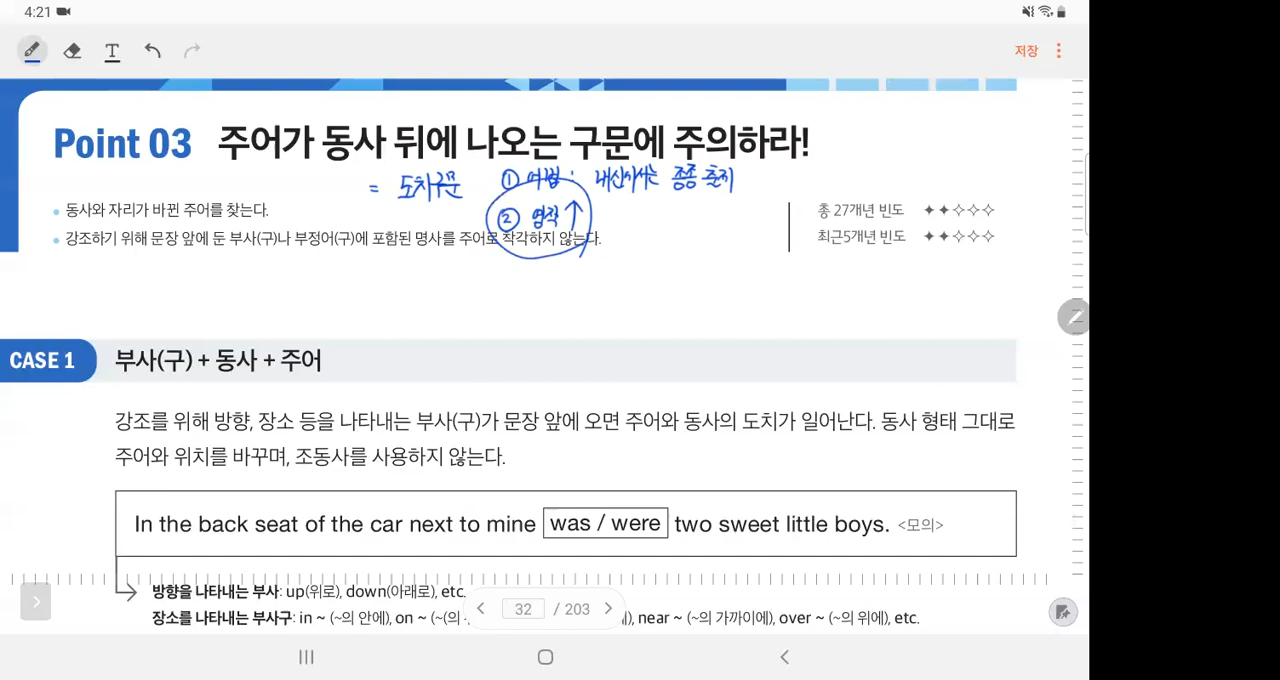 4:21
저장
Point 03 주어가 동사 뒤에 나오는 구문에 주의하라!
= 도치구문 ① 어법: 내신에서는 종종 출제
② 영작 ↑
• 동사와 자리가 바뀐 주어를 찾는다.
• 강조하기 위해 문장 앞에 둔 부사(구)나 부정어(구)에 포함된 명사를 주어로 착각하지 않는다.
총 27개년 빈도 ✦✦✧✧✧
최근5개년 빈도 ✦✦✧✧✧
CASE 1 부사(구) + 동사 + 주어
강조를 위해 방향, 장소 등을 나타내는 부사(구)가 문장 앞에 오면 주어와 동사의 도치가 일어난다. 동사 형태 그대로
주어와 위치를 바꾸며, 조동사를 사용하지 않는다.
In the back seat of the car next to mine was / were two sweet little boys. <모의>
방향을 나타내는 부사: up(위로), down(아래로), etc.
장소를 나타내는 부사구: in ~ (~의 안에), on ~ (~(의 ), near ~ (~의 가까이에), over ~ (~의 위에), etc.
32 / 203